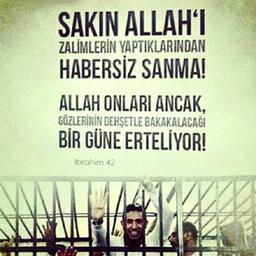 SAKIN ALLAH'I
ZALİMLERİN YAPTIKLARINDAN
HABERSİZ SANMA!
ALLAH ONLARI ANCAK,
GÖZLERİNİN DEHŞETLE BAKAKALACAĞI
BİR GÜNE ERTELİYOR!
İbrahim 42